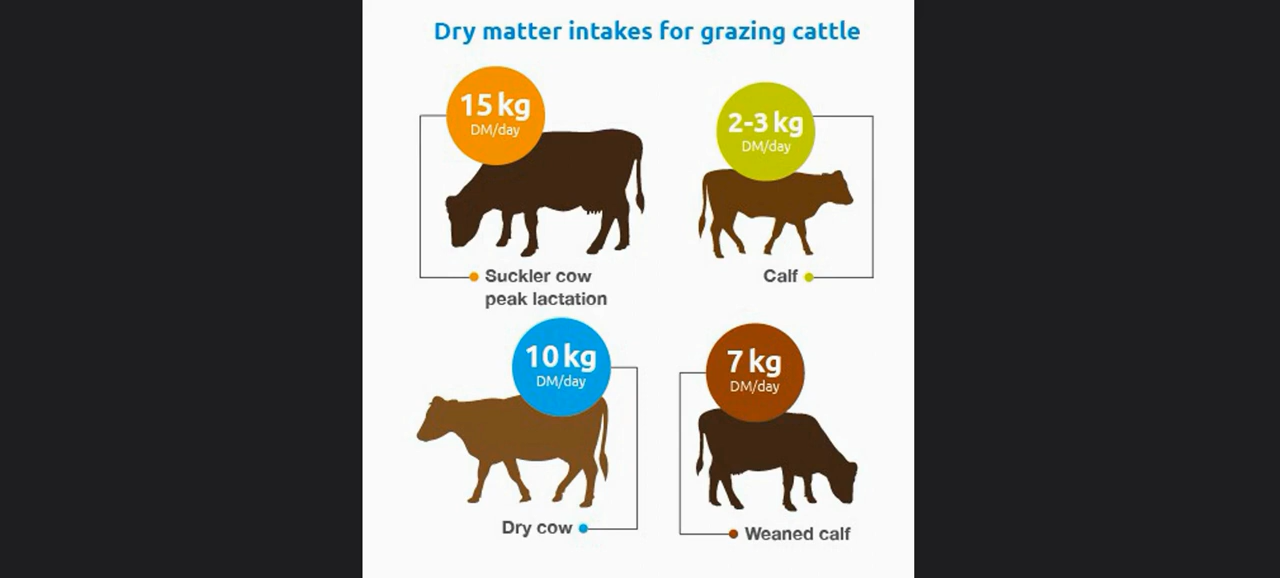 Dry matter intakes for grazing cattle
15 kg
DM/day
Suckler cow
peak lactation
2-3 kg
DM/day
Calf
10 kg
DM/day
Dry cow
7 kg
DM/day
Weaned calf